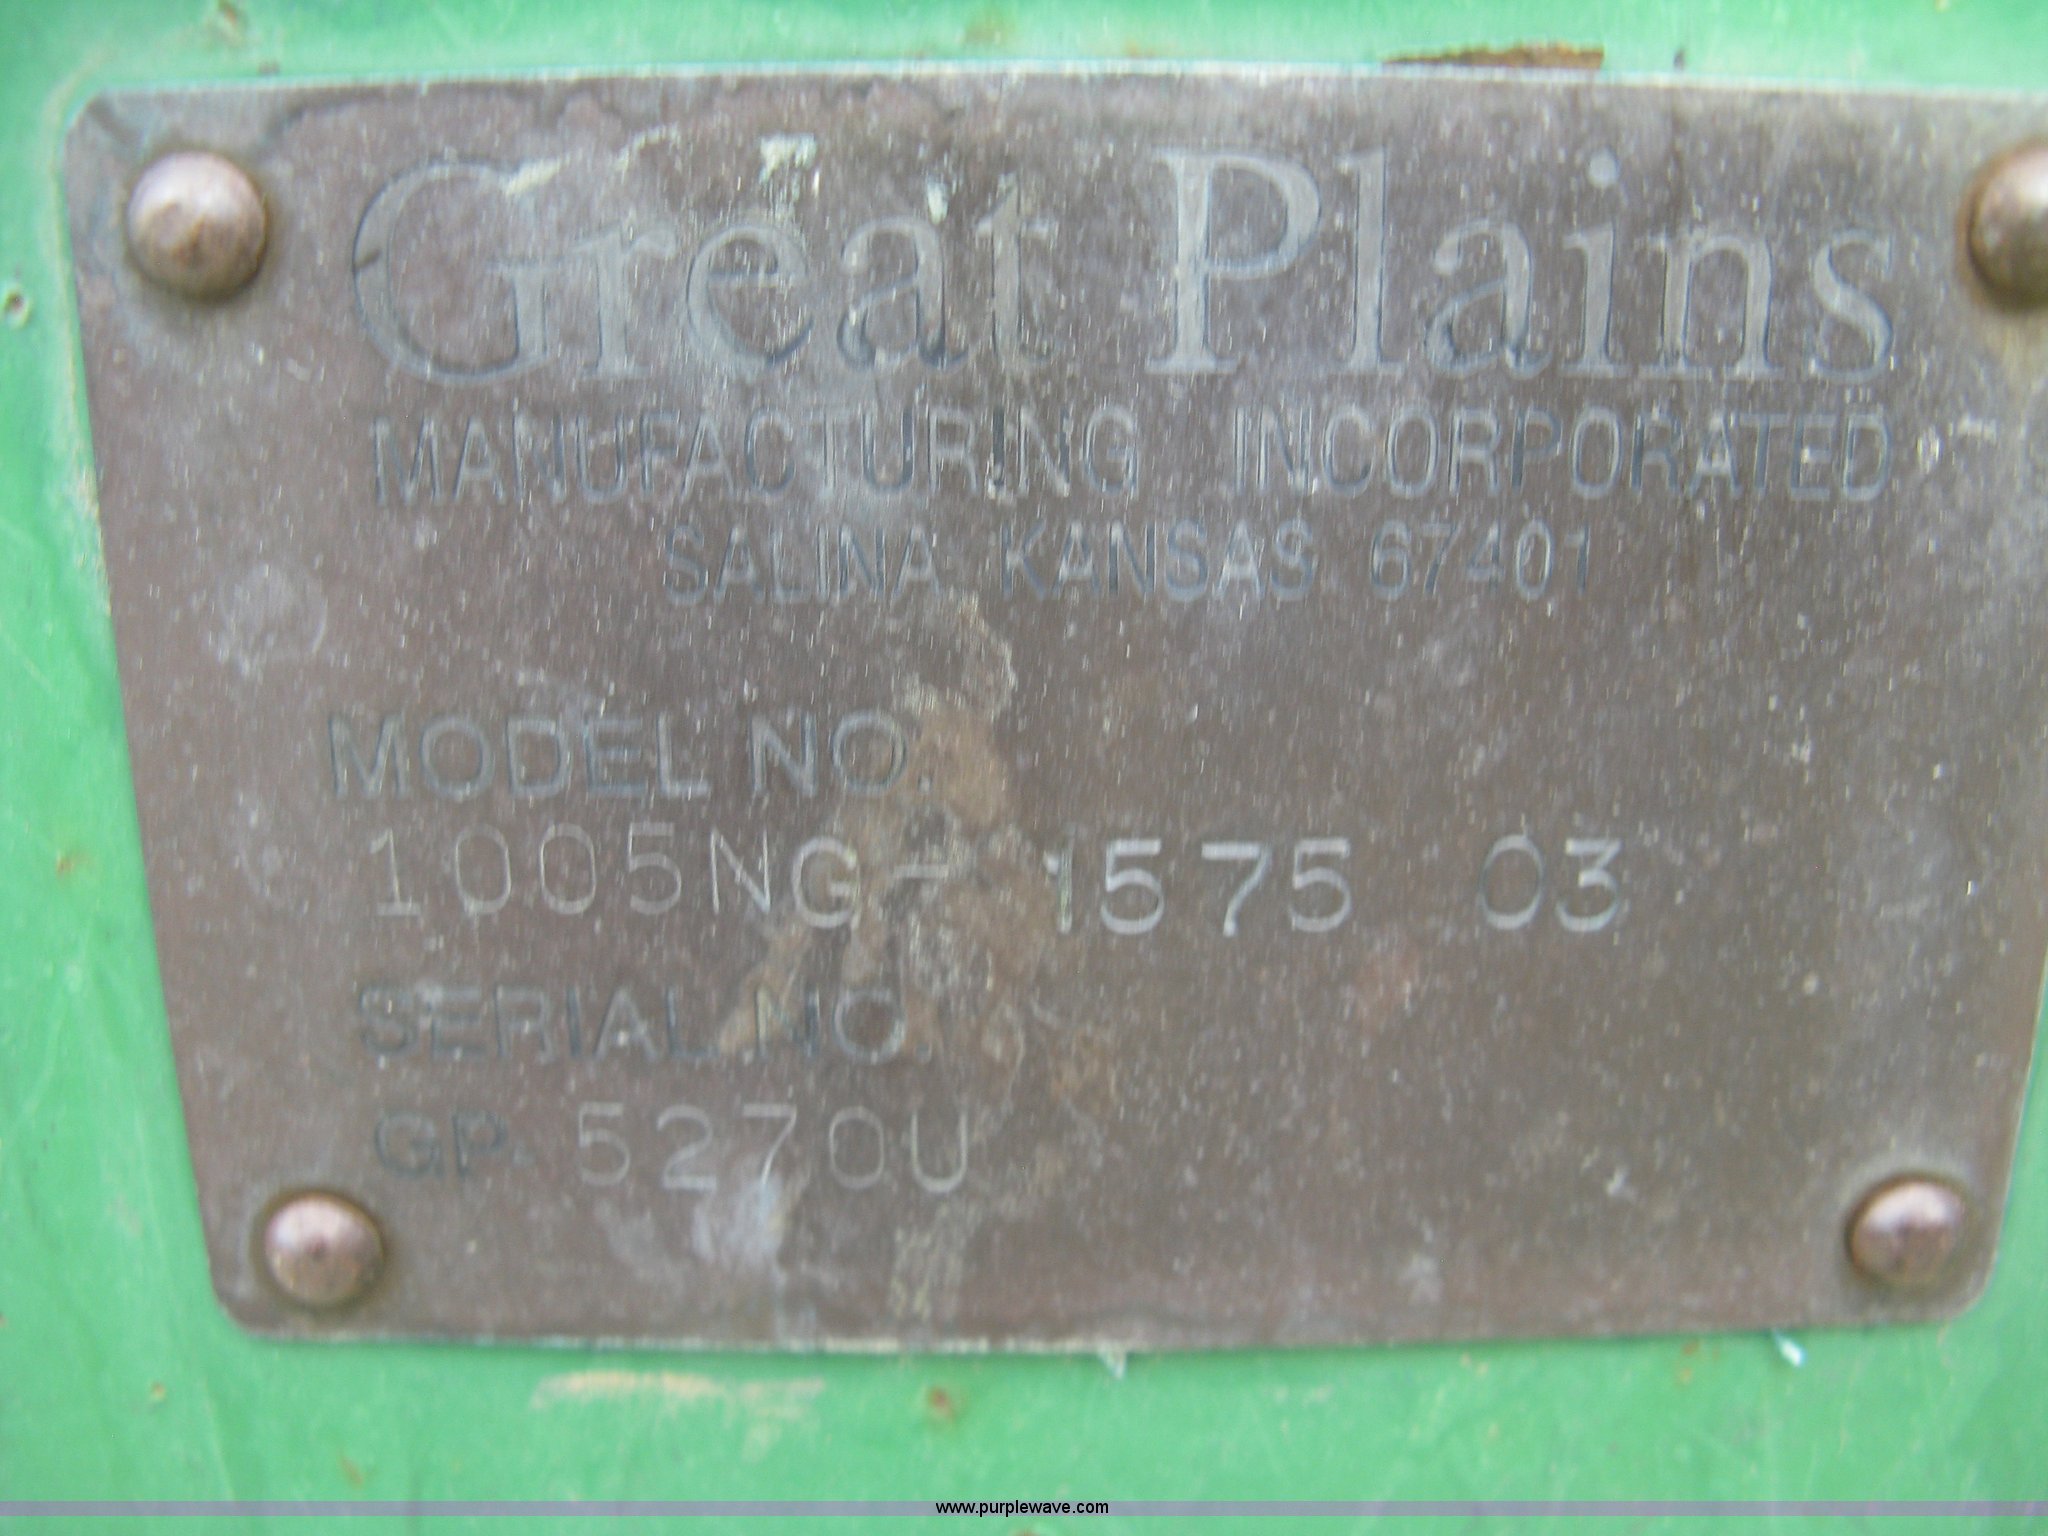 Great Plains
MANUFACTURING INCORPORATED
SALINA KANSAS 67401
MODEL NO.
1005NG-1575 03
SERIAL NO.
GP. 5270U
www.purplewave.com